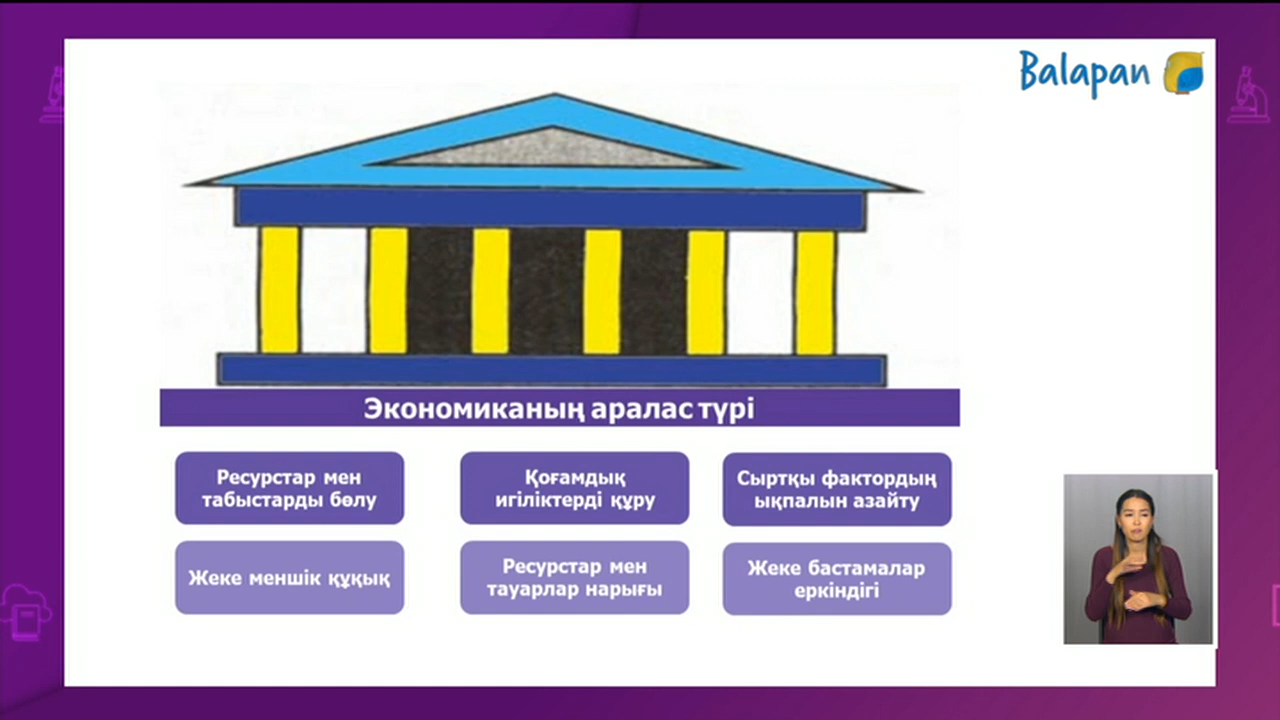 Balapan
Экономиканың аралас түрі
Ресурстар мен
табыстарды бөлу
Қоғамдық
игіліктерді құру
Сыртқы фактордың
ықпалын азайту
Жеке меншік құқық
Ресурстар мен
тауарлар нарығы
Жеке бастамалар
еркіндігі